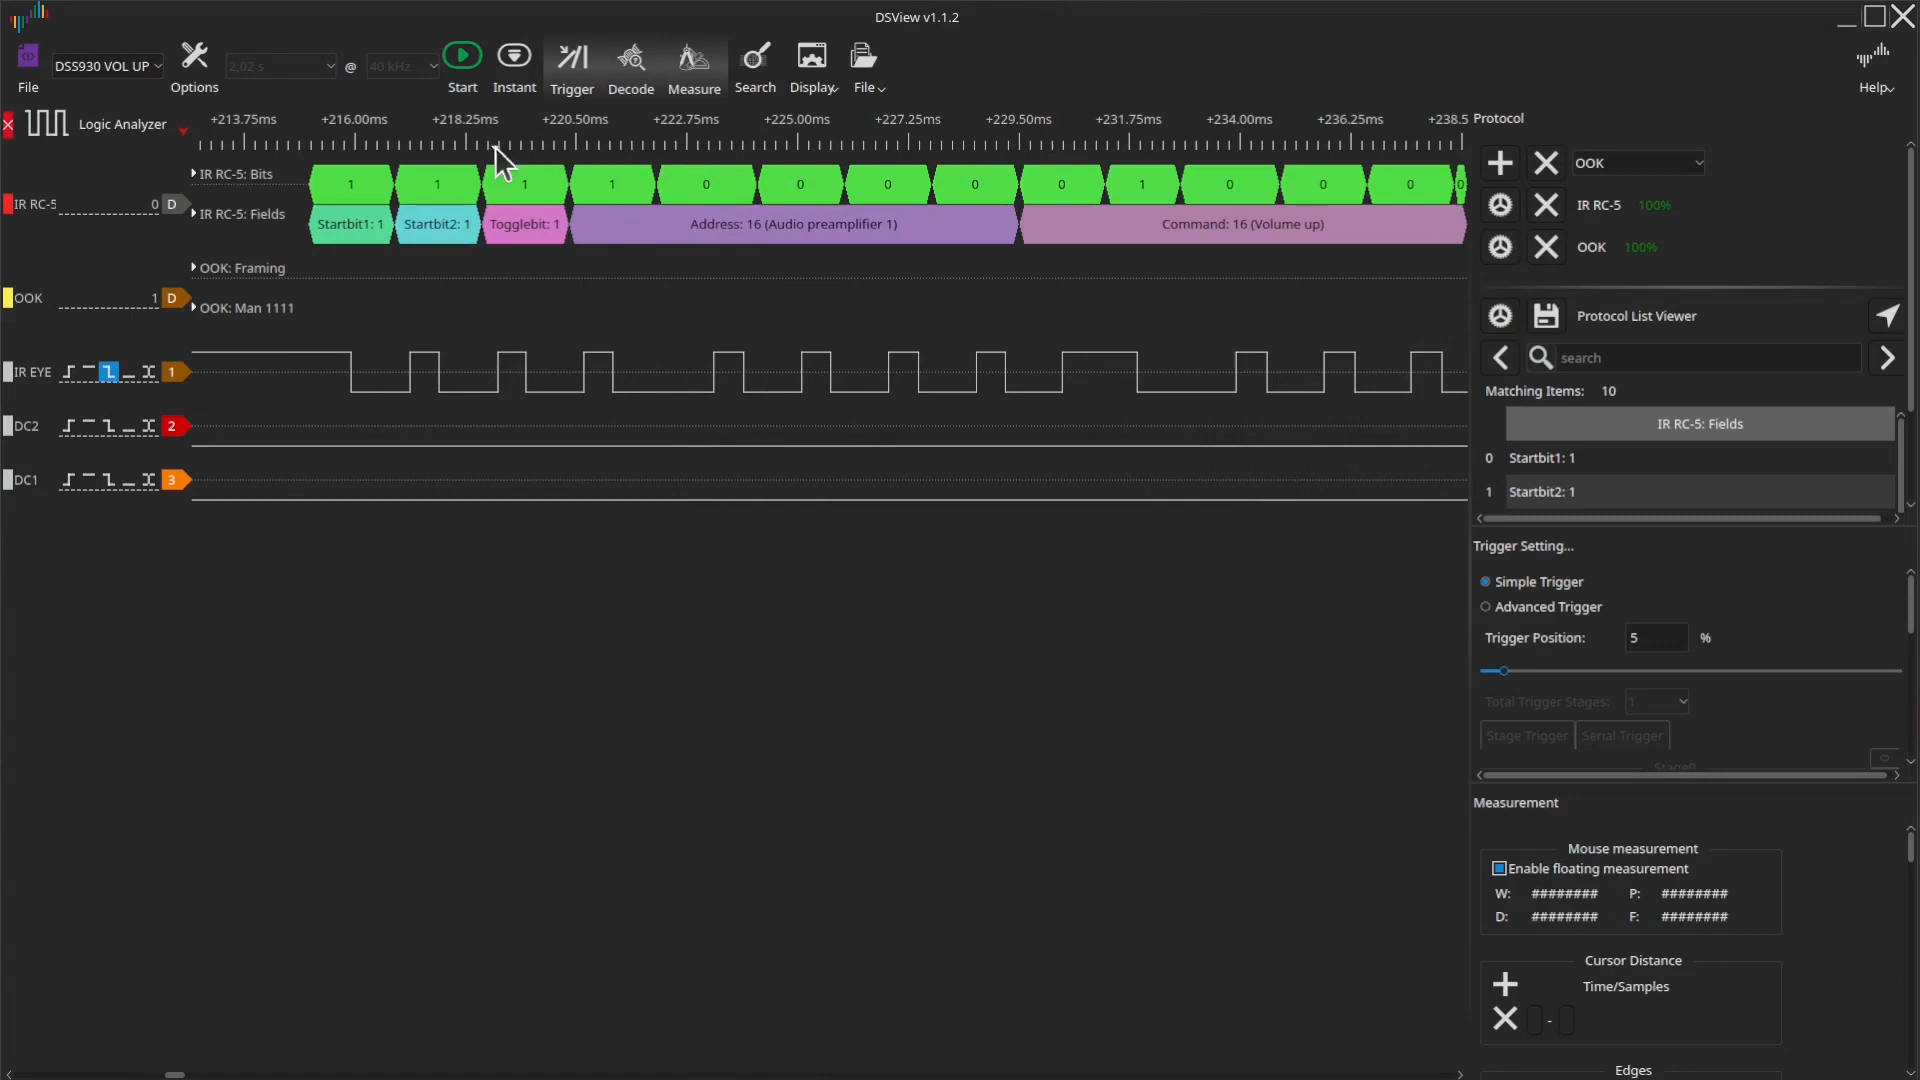 DSView v1.1.2
DSS930 VOL UP
2,02 s
@
40 kHz
File
Options
Start
Instant
Trigger
Decode
Measure
Search
Display
File
Help
Logic Analyzer
+213.75ms +216.00ms +218.25ms +220.50ms +222.75ms +225.00ms +227.25ms +229.50ms +231.75ms +234.00ms +236.25ms +238.5
IR RC-5: Bits
1 1 1 1 0 0 0 0 0 1 0 0 0 0
IR RC-5 0 D
IR RC-5: Fields
Startbit1: 1 Startbit2: 1 Togglebit: 1 Address: 16 (Audio preamplifier 1) Command: 16 (Volume up)
OOK: Framing
OOK 1 D
OOK: Man 1111
IR EYE 1
DC2 2
DC1 3
Protocol
OOK
IR RC-5 100%
OOK 100%
Protocol List Viewer
search
Matching Items: 10
IR RC-5: Fields
0 Startbit1: 1
1 Startbit2: 1
Trigger Setting...
Simple Trigger
Advanced Trigger
Trigger Position: 5 %
Total Trigger Stages: 1
Stage Trigger Serial Trigger
Stage0
Measurement
Mouse measurement
Enable floating measurement
W: ######## P: ########
D: ######## F: ########
Cursor Distance
Time/Samples
-
Edges